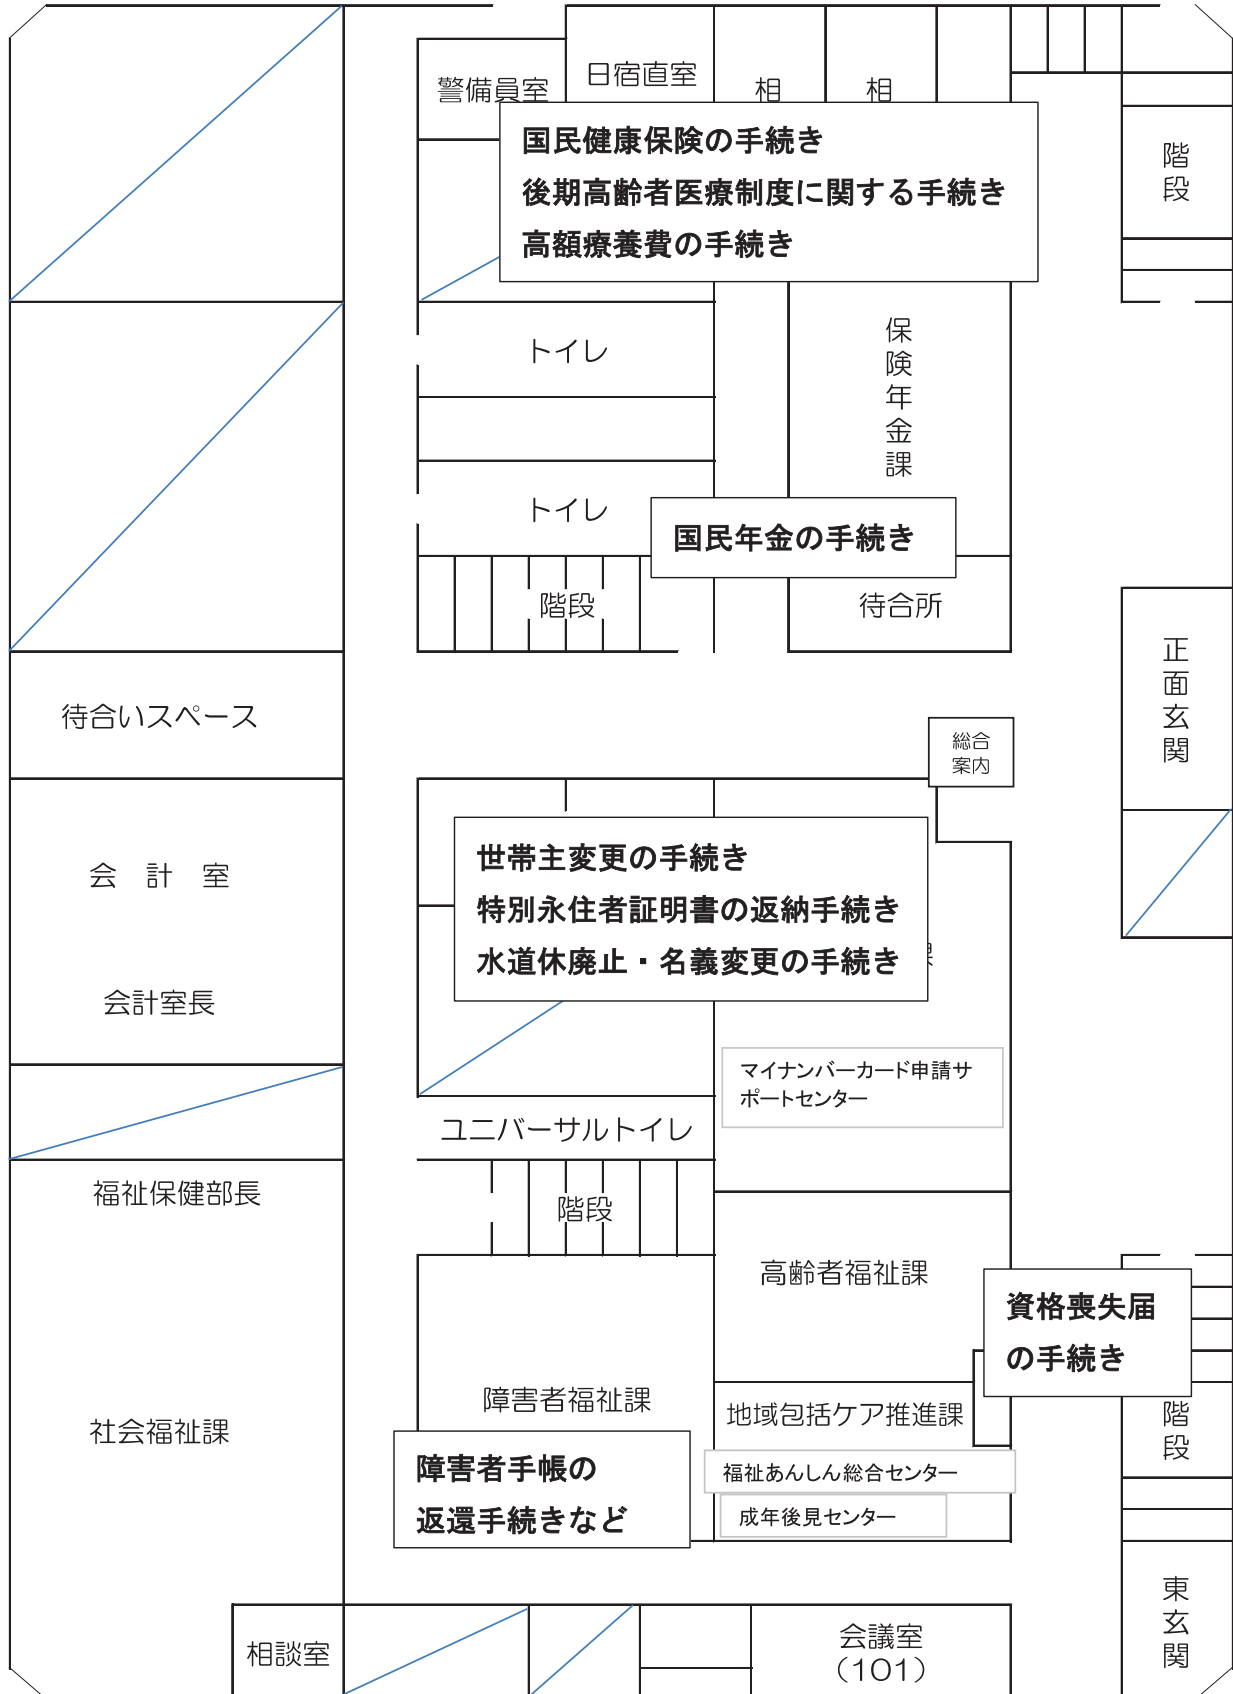 警備員室
日宿直室
相
相
国民健康保険の手続き
後期高齢者医療制度に関する手続き
高額療養費の手続き
階段
トイレ
保険年金課
トイレ
国民年金の手続き
階段
待合所
正面玄関
待合いスペース
総合
案内
世帯主変更の手続き
特別永住者証明書の返納手続き
水道休廃止・名義変更の手続き
会 計 室
会計室長
マイナンバーカード申請サ
ポートセンター
ユニバーサルトイレ
福祉保健部長
階段
高齢者福祉課
資格喪失届
の手続き
障害者福祉課
地域包括ケア推進課
階段
社会福祉課
障害者手帳の
返還手続きなど
福祉あんしん総合センター
成年後見センター
東玄関
相談室
会議室
(101)